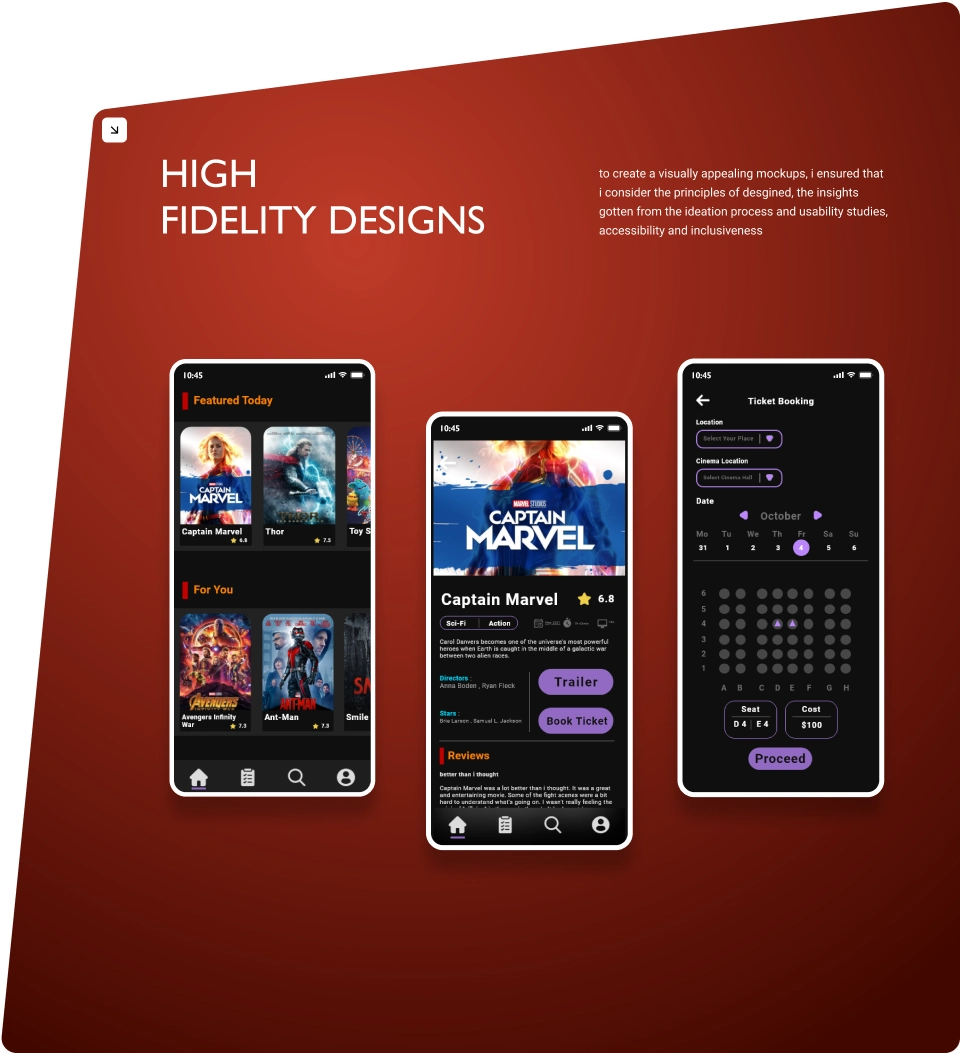 HIGH
FIDELITY DESIGNS
to create a visually appealing mockups, i ensured that
i consider the principles of desgined, the insights
gotten from the ideation process and usability studies,
accessibility and inclusiveness
10:45
Featured Today
MARVEL STUDIOS
CAPTAIN
MARVEL
Captain Marvel
6.8
THOR
Thor
7.5
Toy S
For You
AVENGERS
Avengers Infinity
War
7.3
ANT-MAN
Ant-Man
7.3
SM
Smile
10:45
MARVEL STUDIOS
CAPTAIN
MARVEL
Captain Marvel
6.8
Sci-Fi
Action
Carol Danvers becomes one of the universe's most powerful
heroes when Earth is caught in the middle of a galactic war
between two alien races.
Directors :
Anna Boden , Ryan Fleck
Trailer
Stars :
Brie Larson , Samuel L. Jackson
Book Ticket
Reviews
better than i thought
Captain Marvel was a lot better than i thought. It was a great
and entertaining movie. Some of the fight scenes were a bit
hard to understand what's going on. I wasn't really feeling the
10:45
Ticket Booking
Location
Select Your Place
Cinema Location
Select Cinema Hall
Date
October
Mo Tu We Th Fr Sa Su
31 1 2 3 4 5 6
6
5
4
3
2
1
A B C D E F G H
Seat
D 4 E 4
Cost
$100
Proceed